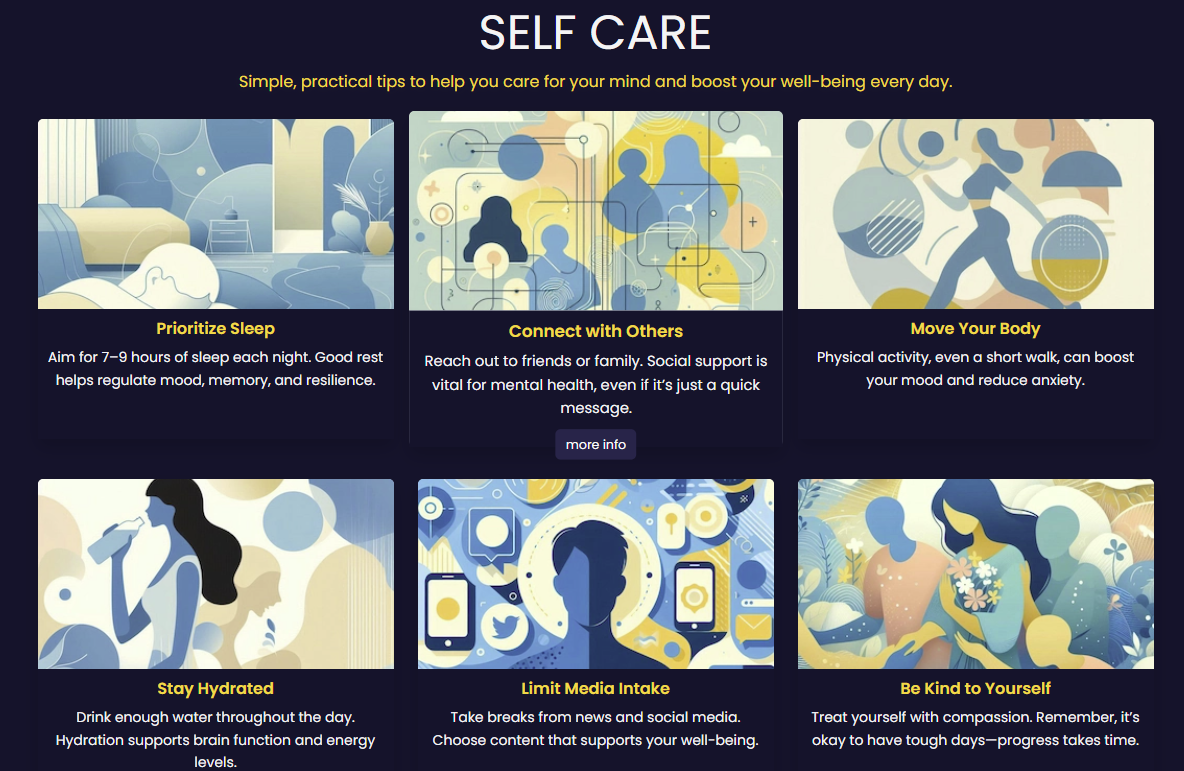 SELF CARE
Simple, practical tips to help you care for your mind and boost your well-being every day.
Prioritize Sleep
Aim for 7–9 hours of sleep each night. Good rest
helps regulate mood, memory, and resilience.
Connect with Others
Reach out to friends or family. Social support is
vital for mental health, even if it's just a quick
message.
more info
Move Your Body
Physical activity, even a short walk, can boost
your mood and reduce anxiety.
Stay Hydrated
Drink enough water throughout the day.
Hydration supports brain function and energy
levels.
Limit Media Intake
Take breaks from news and social media.
Choose content that supports your well-being.
Be Kind to Yourself
Treat yourself with compassion. Remember, it's
okay to have tough days—progress takes time.